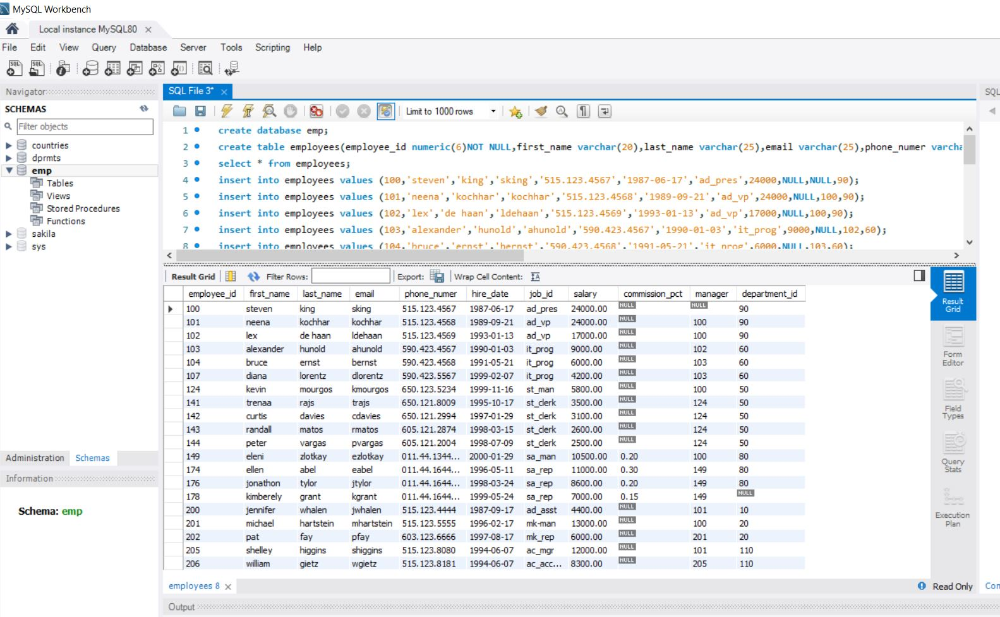 MySQL Workbench
Local instance MySQL80
File Edit View Query Database Server Tools Scripting Help
Navigator
SCHEMAS
Filter objects
countries
dprmts
emp
Tables
Views
Stored Procedures
Functions
sakila
sys
Administration Schemas
Information
Schema: emp
SQL File 3*
SQL
Limit to 1000 rows
1 create database emp;
2 create table employees(employee_id numeric(6)NOT NULL,first_name varchar(20),last_name varchar(25),email varchar(25),phone_numer varcha
3 select * from employees;
4 insert into employees values (100,'steven','king','sking','515.123.4567','1987-06-17','ad_pres',24000,NULL,NULL,90);
5 insert into employees values (101,'neena','kochhar','kochhar','515.123.4568','1989-09-21','ad_vp',24000,NULL,100,90);
6 insert into employees values (102,'lex','de haan','ldehaan','515.123.4569','1993-01-13','ad_vp',17000,NULL,100,90);
7 insert into employees values (103,'alexander','hunold','ahunold','590.423.4567','1990-01-03','it_prog',9000,NULL,102,60);
8 insert into employees values (104,'bruce','ernst','bernst','590.423.4568','1991-05-21','it_prog',6000,NULL,103,60);
Result Grid Filter Rows: Export: Wrap Cell Content:
employee_id first_name last_name email phone_numer hire_date job_id salary commission_pct manager department_id
100 steven king sking 515.123.4567 1987-06-17 ad_pres 24000.00 NULL NULL 90
101 neena kochhar kochhar 515.123.4568 1989-09-21 ad_vp 24000.00 NULL 100 90
102 lex de haan ldehaan 515.123.4569 1993-01-13 ad_vp 17000.00 NULL 100 90
103 alexander hunold ahunold 590.423.4567 1990-01-03 it_prog 9000.00 NULL 102 60
104 bruce ernst bernst 590.423.4568 1991-05-21 it_prog 6000.00 NULL 103 60
107 diana lorentz dlorentz 590.423.5567 1999-02-07 it_prog 4200.00 NULL 103 60
124 kevin mourgos kmourgos 650.123.5234 1999-11-16 st_man 5800.00 NULL 100 50
141 trenaa rajs trajs 650.121.8009 1995-10-17 st_clerk 3500.00 NULL 124 50
142 curtis davies cdavies 650.121.2994 1997-01-29 st_clerk 3100.00 NULL 124 50
143 randall matos rmatos 605.121.2874 1998-03-15 st_clerk 2600.00 NULL 124 50
144 peter vargas pvargas 605.121.2004 1998-07-09 st_clerk 2500.00 NULL 124 50
149 eleni zlotkay ezlotkay 011.44.1344... 2000-01-29 sa_man 10500.00 0.20 100 80
174 ellen abel eabel 011.44.1644... 1996-05-11 sa_rep 11000.00 0.30 149 80
176 jonathon tylor jtylor 011.44.1644... 1998-03-24 sa_rep 8600.00 0.20 149 80
178 kimberely grant kgrant 011.44.1644... 1999-05-24 sa_rep 7000.00 0.15 149 NULL
200 jennifer whalen jwhalen 515.123.4444 1987-09-17 ad_asst 4400.00 NULL 101 10
201 michael hartstein mhartstein 515.123.5555 1996-02-17 mk-man 13000.00 NULL 100 20
202 pat fay pfay 603.123.6666 1997-08-17 mk_rep 6000.00 NULL 201 20
205 shelley higgins shiggins 515.123.8080 1994-06-07 ac_mgr 12000.00 NULL 101 110
206 william gietz wgietz 515.123.8181 1994-06-07 ac_acc... 8300.00 NULL 205 110
Result
Grid
Form
Editor
Field
Types
Query
Stats
Execution
Plan
employees 8
Read Only
Con
Output